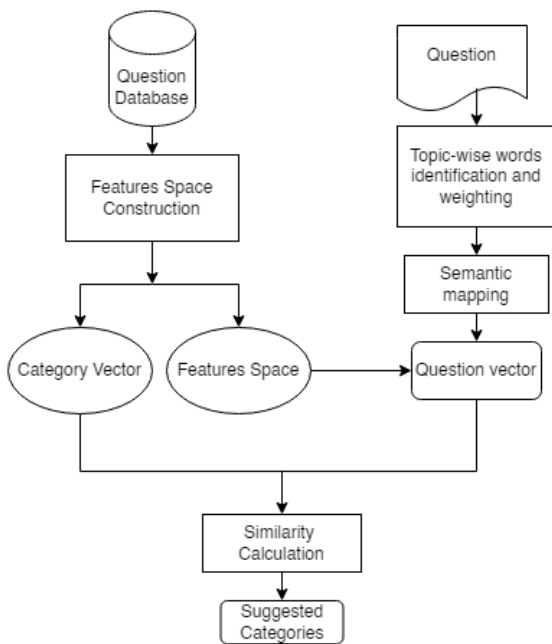 Question
Database
Question
Features Space
Construction
Topic-wise words
identification and
weighting
Semantic
mapping
Category Vector
Features Space
Question vector
Similarity
Calculation
Suggested
Categories